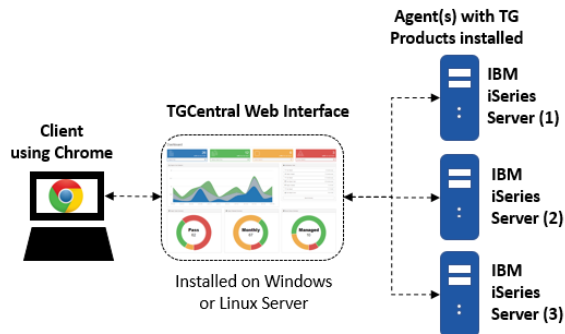 Agent(s) with TG
Products installed
IBM
iSeries
Server (1)
TGCentral Web Interface
Client
using Chrome
Dashboard
Pass
Monthly
Managed
IBM
iSeries
Server (2)
Installed on Windows
or Linux Server
IBM
iSeries
Server (3)